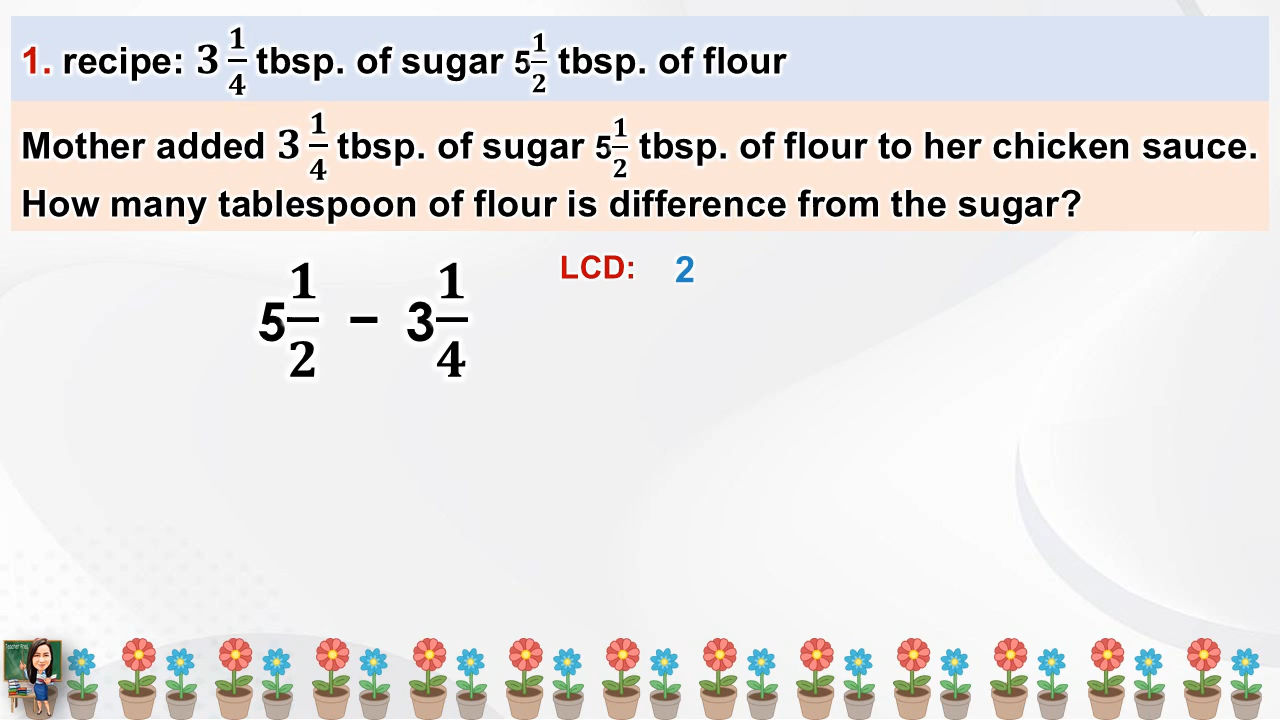 1. recipe: 3 1/4 tbsp. of sugar 5 1/2 tbsp. of flour
Mother added 3 1/4 tbsp. of sugar 5 1/2 tbsp. of flour to her chicken sauce.
How many tablespoon of flour is difference from the sugar?
5 1/2 − 3 1/4
LCD: 2